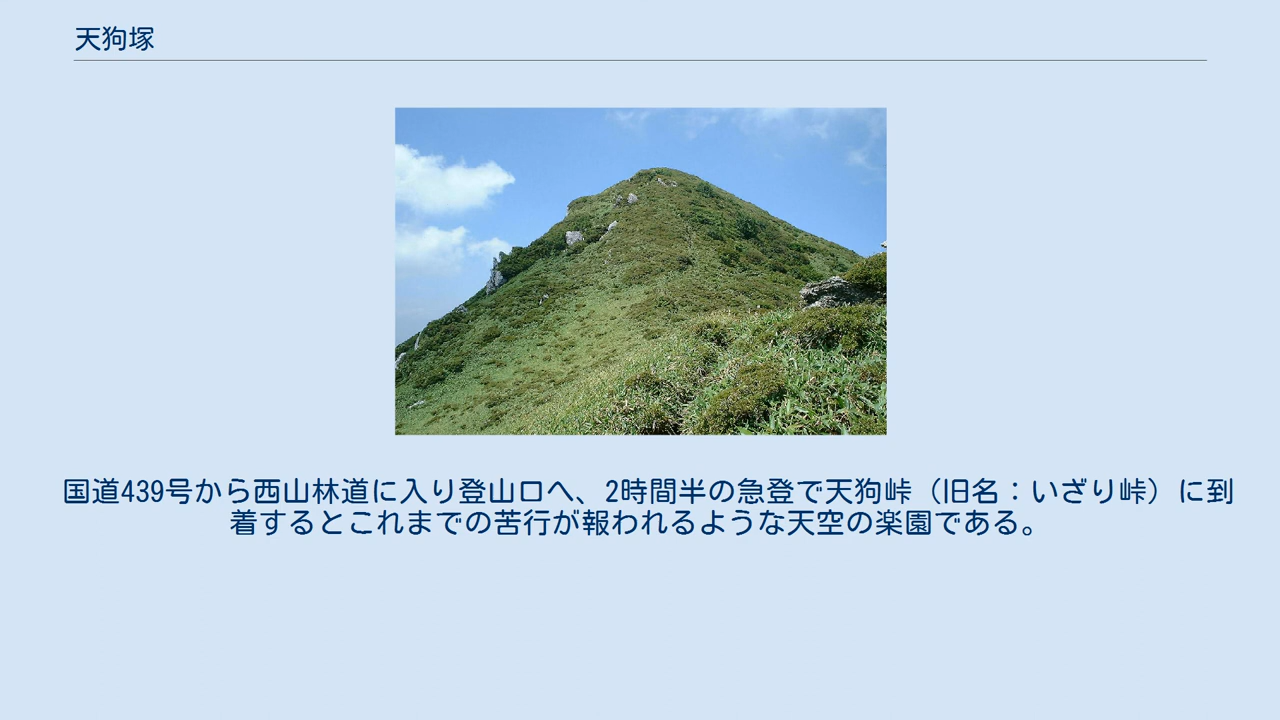 天狗塚
国道439号から西山林道に入り登山口へ、2時間半の急登で天狗峠（旧名：いざり峠）に到
着するとこれまでの苦行が報われるような天空の楽園である。